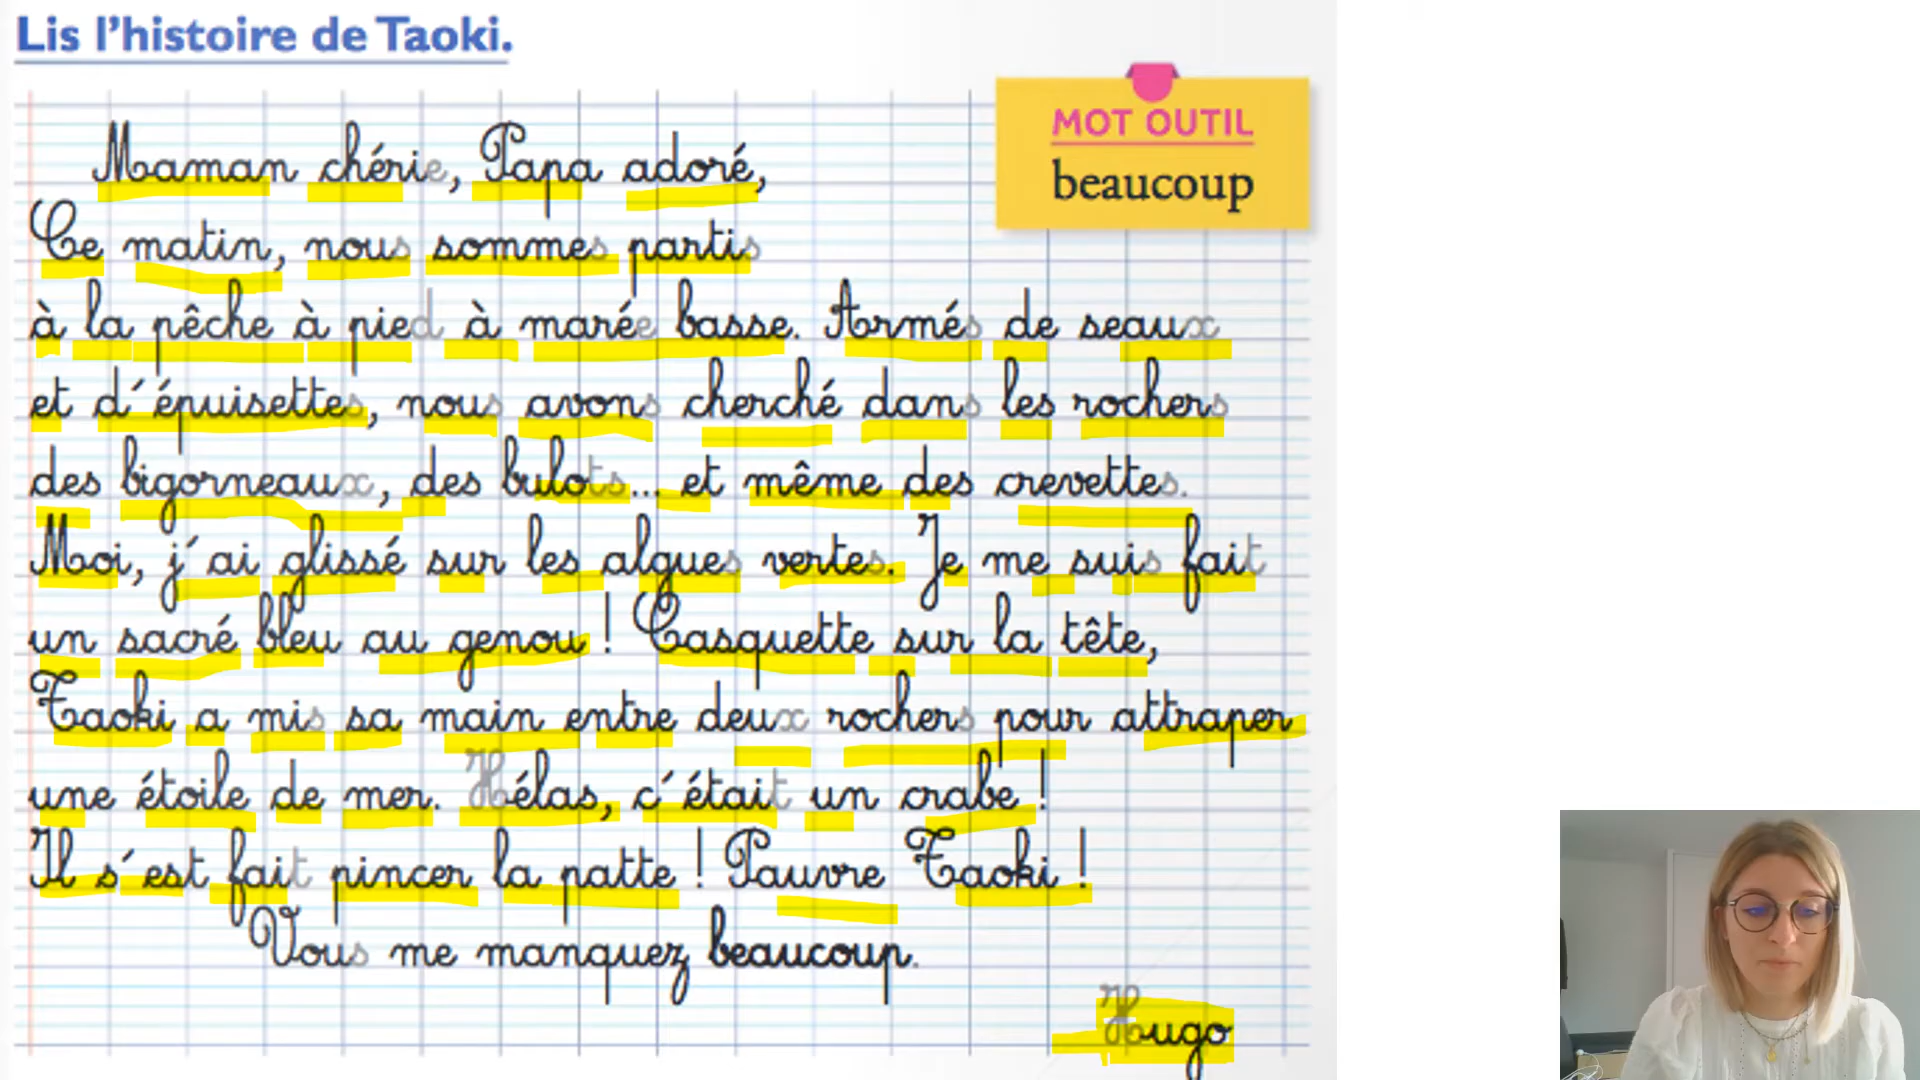 Lis l'histoire de Taoki.
MOT OUTIL
beaucoup
Maman chérie, Papa adoré,
Ce matin, nous sommes partis
à la pêche à pied à marée basse. Armés de seaux
et d'épuisettes, nous avons cherché dans les rochers
des bigorneaux, des bulots... et même des crevettes.
Moi, j'ai glissé sur les algues vertes. Je me suis fait
un sacré bleu au genou ! Casquette sur la tête,
Taoki a mis sa main entre deux rochers pour attraper
une étoile de mer. Hélas, c'était un crabe !
Il s'est fait pincer la patte ! Pauvre Taoki !
Vous me manquez beaucoup.
Hugo